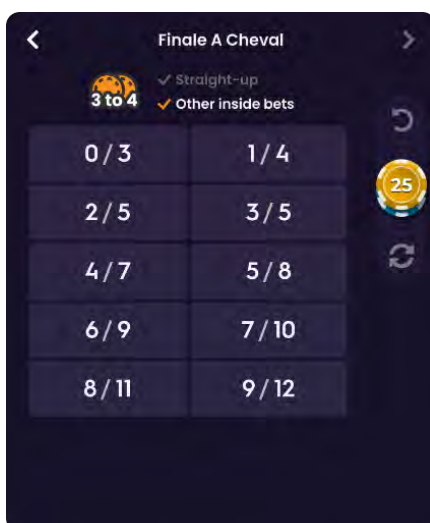 Finale A Cheval
Straight-up
3 to 4
Other inside bets
0 / 3
1 / 4
25
2 / 5
3 / 5
4 / 7
5 / 8
6 / 9
7 / 10
8 / 11
9 / 12